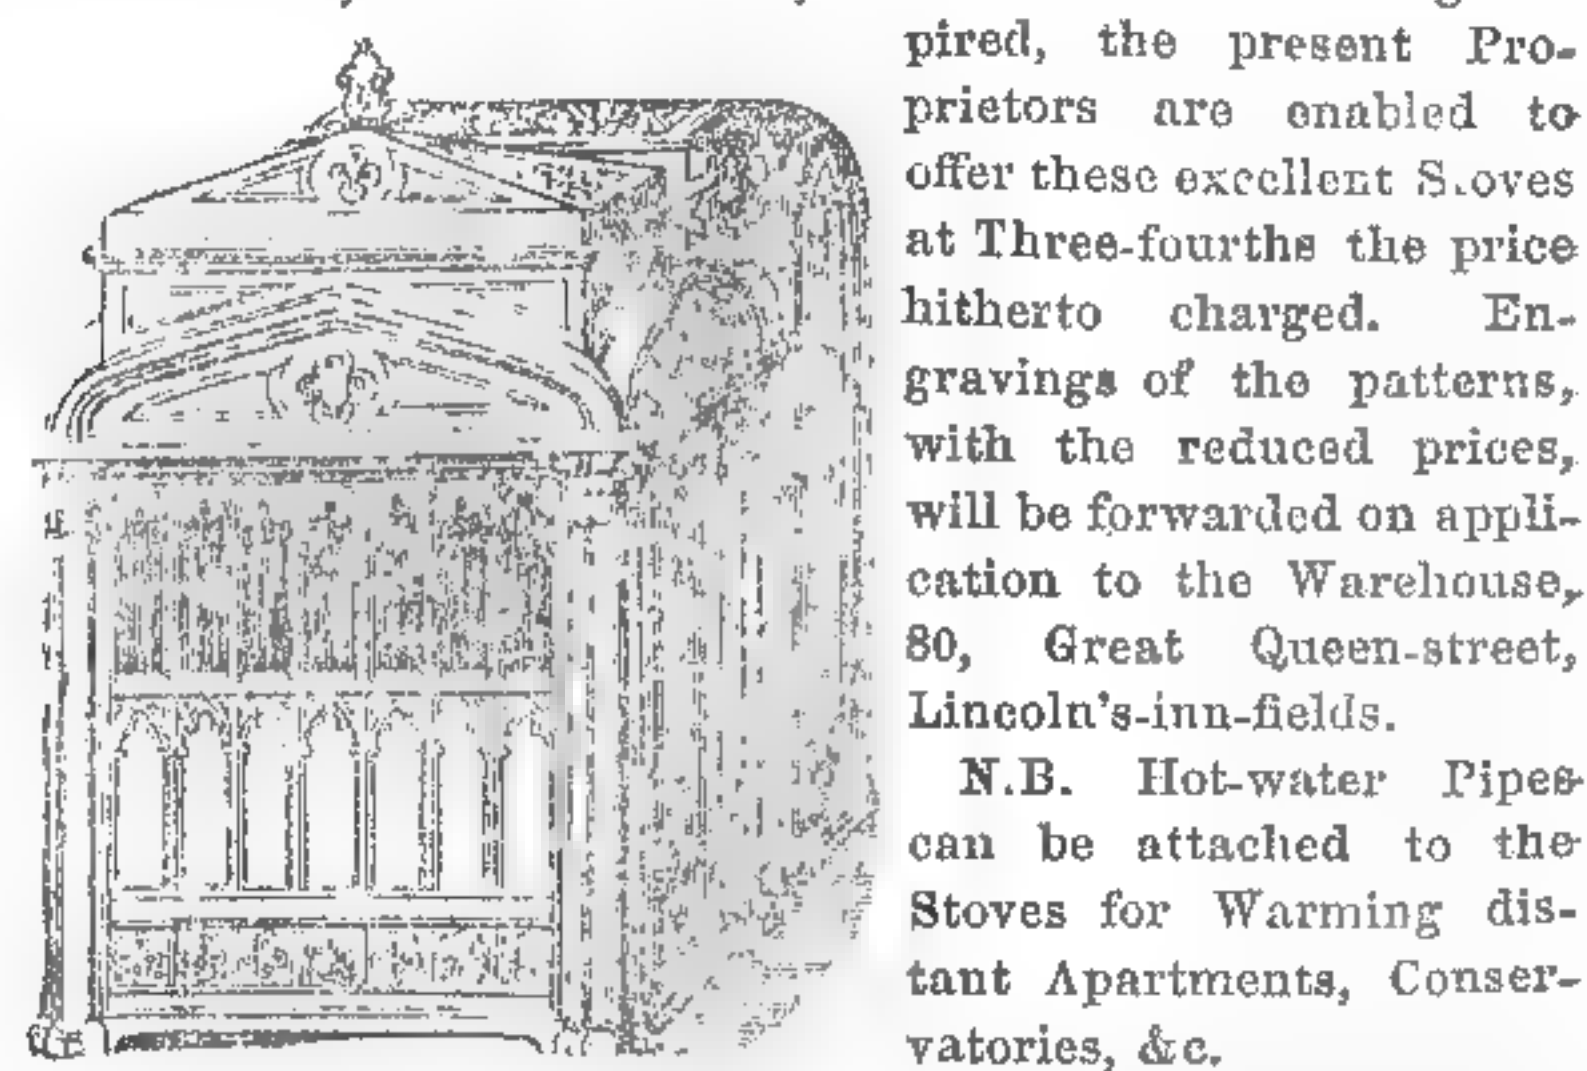 pired, the present Pro-
prietors are enabled to
offer these excellent S.oves
at Three-fourths the price
hitherto charged. En-
gravings of the patterns,
with the reduced prices,
will be forwarded on appli-
cation to the Warehouse,
80, Great Queen-street,
Lincoln's-inn-fields.
N.B. Hot-water Pipes
can be attached to the
Stoves for Warming dis-
tant Apartments, Conser-
vatories, &c.